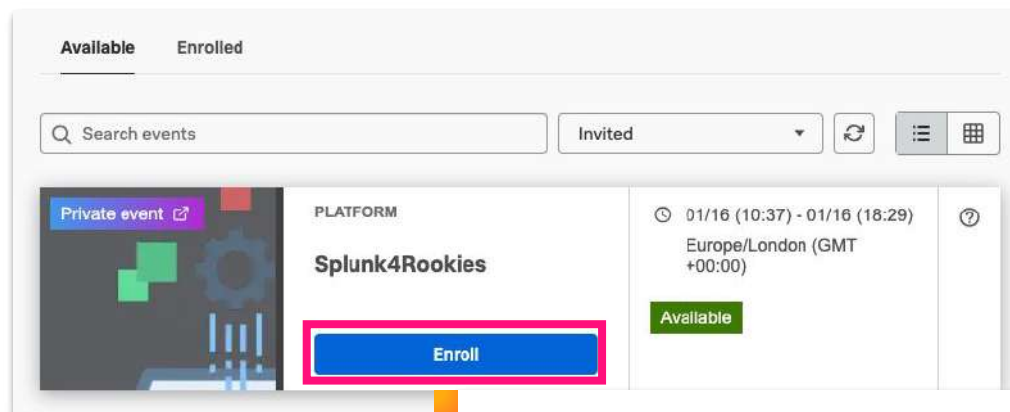 Available Enrolled
Search events Invited
Private event
PLATFORM
Splunk4Rookies
Enroll
01/16 (10:37) - 01/16 (18:29)
Europe/London (GMT
+00:00)
Available